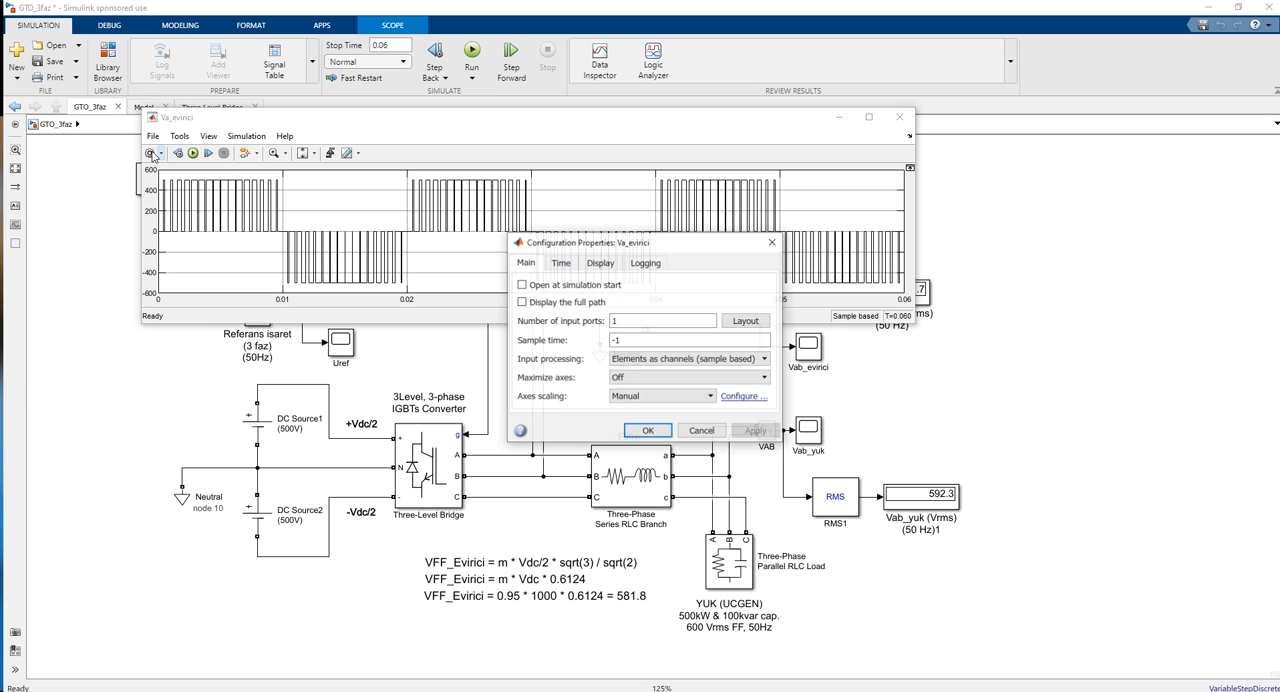 GTO_3faz * - Simulink sponsored use
SIMULATION DEBUG MODELING FORMAT APPS SCOPE
New Open Save Print
Library Browser
Log Signals
Add Viewer
Signal Table
Stop Time 0.06
Normal
Fast Restart
Step Back
Run
Step Forward
Stop
Data Inspector
Logic Analyzer
FILE LIBRARY PREPARE SIMULATE REVIEW RESULTS
GTO_3faz Model Three-Level Bridge
GTO_3faz
Va_evirici
File Tools View Simulation Help
600
400
200
0
-200
-400
-600
0 0.01 0.02 0.04 0.06
Ready Sample based T=0.060
Configuration Properties: Va_evirici
Main Time Display Logging
Open at simulation start
Display the full path
Number of input ports: 1 Layout
Sample time: -1
Input processing: Elements as channels (sample based)
Maximize axes: Off
Axes scaling: Manual Configure ...
OK Cancel Apply
Referans isaret
(3 faz)
(50Hz)
Uref
(50 Hz)
Vab_evirici
VAB
Vab_yuk
RMS
RMS1
592.3
Vab_yuk (Vrms)
(50 Hz)1
3Level, 3-phase
IGBTs Converter
+Vdc/2
-Vdc/2
DC Source1
(500V)
DC Source2
(500V)
Neutral
node 10
+ N - g A B C
Three-Level Bridge
A B C a b c
Three-Phase
Series RLC Branch
A B C
Three-Phase
Parallel RLC Load
VFF_Evirici = m * Vdc/2 * sqrt(3) / sqrt(2)
VFF_Evirici = m * Vdc * 0.6124
VFF_Evirici = 0.95 * 1000 * 0.6124 = 581.8
YUK (UCGEN)
500kW & 100kvar cap.
600 Vrms FF, 50Hz
Ready 125% VariableStepDiscrete